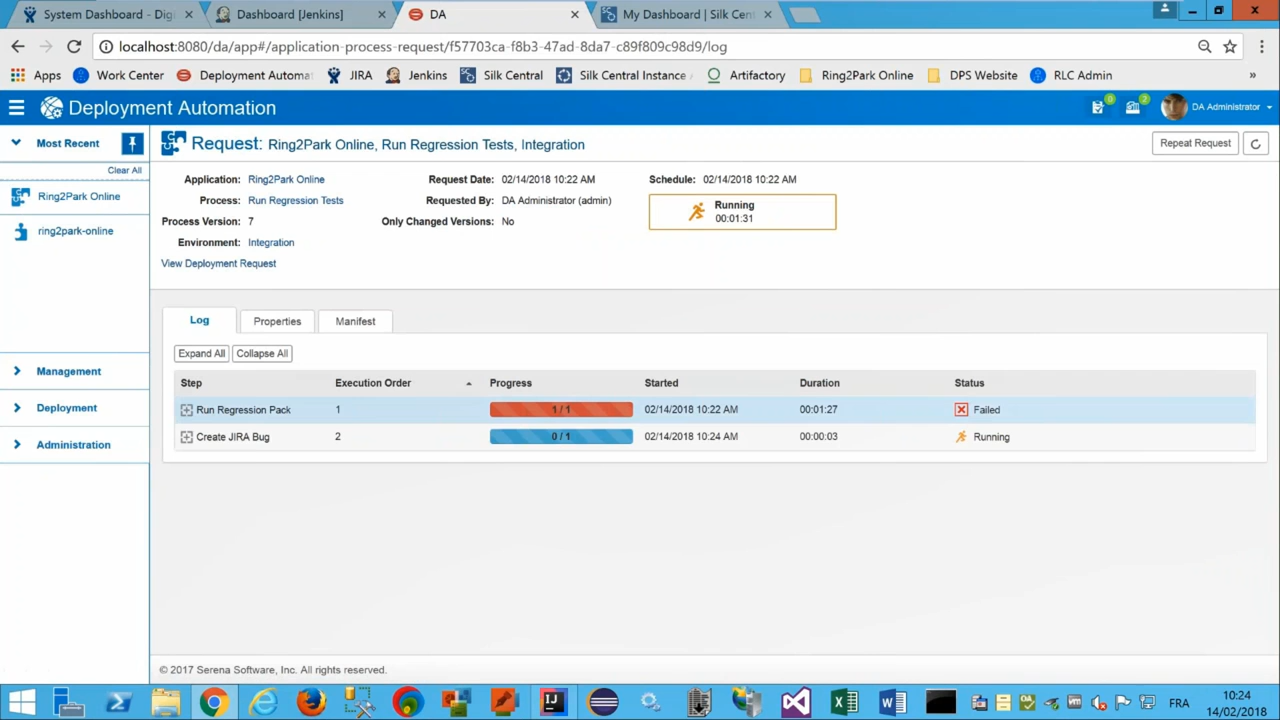 System Dashboard - Digi
Dashboard [Jenkins]
DA
My Dashboard | Silk Cent
localhost:8080/da/app#/application-process-request/f57703ca-f8b3-47ad-8da7-c89f809c98d9/log
Apps Work Center Deployment Automa JIRA Jenkins Silk Central Silk Central Instance Artifactory Ring2Park Online DPS Website RLC Admin »
Deployment Automation 0 2 DA Administrator
Most Recent
Clear All
Ring2Park Online
ring2park-online
Management
Deployment
Administration
Request: Ring2Park Online, Run Regression Tests, Integration
Repeat Request
Application: Ring2Park Online
Process: Run Regression Tests
Process Version: 7
Environment: Integration
View Deployment Request
Request Date: 02/14/2018 10:22 AM
Requested By: DA Administrator (admin)
Only Changed Versions: No
Schedule: 02/14/2018 10:22 AM
Running
00:01:31
Log Properties Manifest
Expand All Collapse All
Step Execution Order Progress Started Duration Status
Run Regression Pack 1 1 / 1 02/14/2018 10:22 AM 00:01:27 Failed
Create JIRA Bug 2 0 / 1 02/14/2018 10:24 AM 00:00:03 Running
© 2017 Serena Software, Inc. All rights reserved.
FRA
10:24
14/02/2018